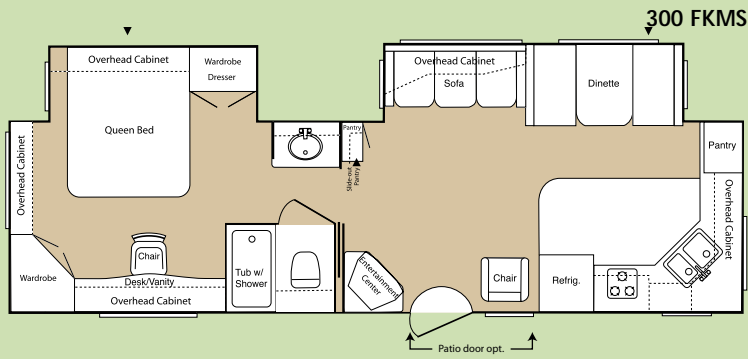 300 FKMS
Overhead Cabinet
Wardrobe
Dresser
Overhead Cabinet
Sofa
Dinette
Queen Bed
Pantry
Slide-out
Pantry
Pantry
Overhead Cabinet
Overhead Cabinet
Chair
Desk/Vanity
Wardrobe
Overhead Cabinet
Tub w/
Shower
Entertainment
Center
Chair
Refrig.
Patio door opt.